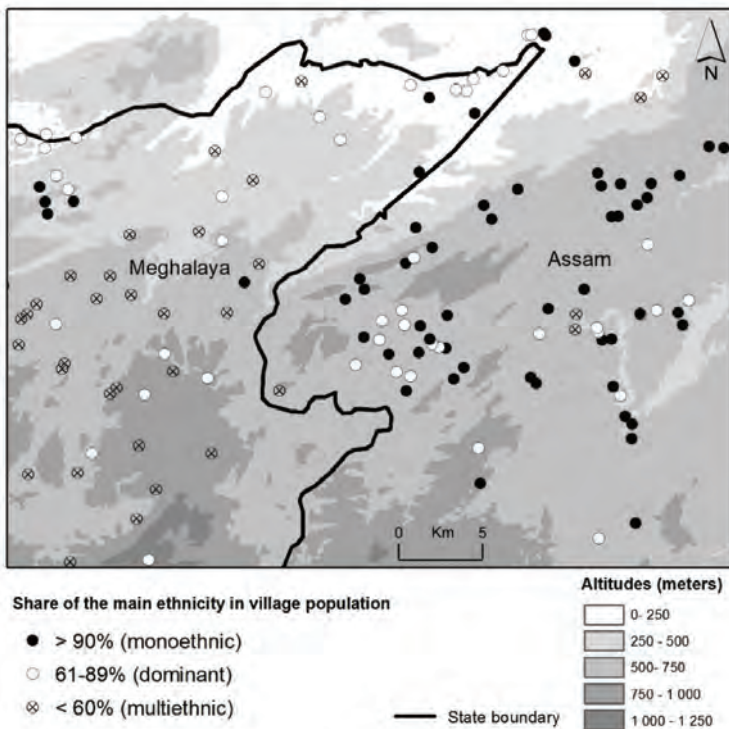 N
Meghalaya
Assam
0 Km 5
Share of the main ethnicity in village population
> 90% (monoethnic)
61-89% (dominant)
< 60% (multiethnic)
State boundary
Altitudes (meters)
0- 250
250 - 500
500- 750
750 - 1 000
1 000 - 1 250